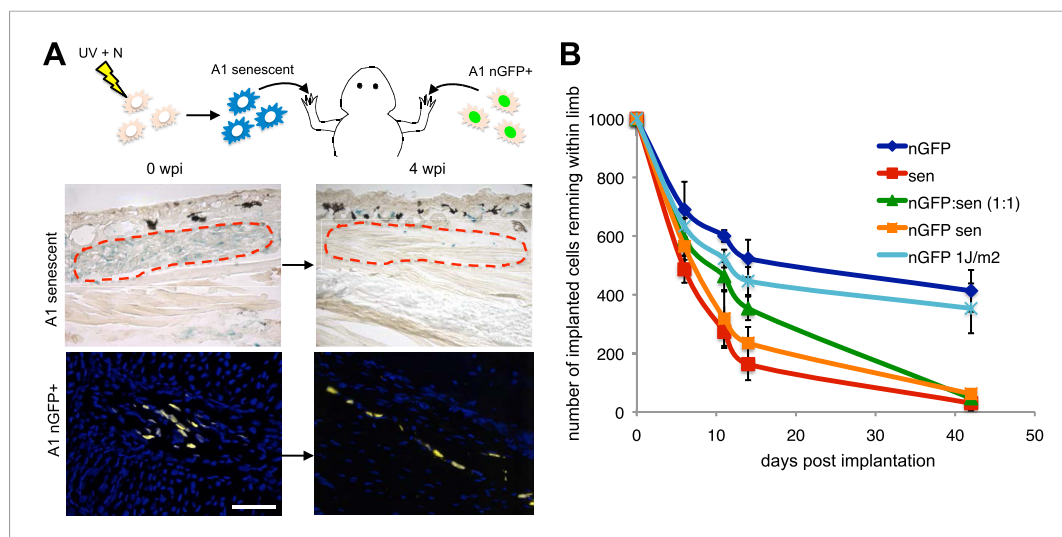 A
UV + N
A1 senescent
A1 nGFP+
0 wpi
4 wpi
A1 senescent
A1 nGFP+
B
number of implanted cells remning within limb
1000
800
600
400
200
0
0
10
20
30
40
50
days post implantation
nGFP
sen
nGFP:sen (1:1)
nGFP sen
nGFP 1J/m2